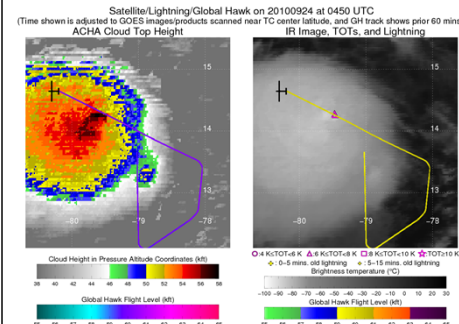 Satellite/Lightning/Global Hawk on 20100924 at 0450 UTC
(Time shown is adjusted to GOES images/products scanned near TC center latitude, and GH track shows prior 60 mins
ACHA Cloud Top Height
IR Image, TOTs, and Lightning
15
14
13
-80
-79
-78
15
14
13
-80
-79
-78
O:4 K≤TOT<6 K △:6 K≤TOT<8 K □:8 K≤TOT<10 K ☆:TOT≥10 K
:0-5 mins. old lightning :5-15 mins. old lightning
Cloud Height in Pressure Altitude Coordinates (kft)
36 40 42 44 46 48 50 52 54 56 58
Brightness temperature (°C)
-100 -90 -80 -70 -60 -50 -40 -30 -20 -10 0 10 20 30
Global Hawk Flight Level (kft)
Global Hawk Flight Level (kft)